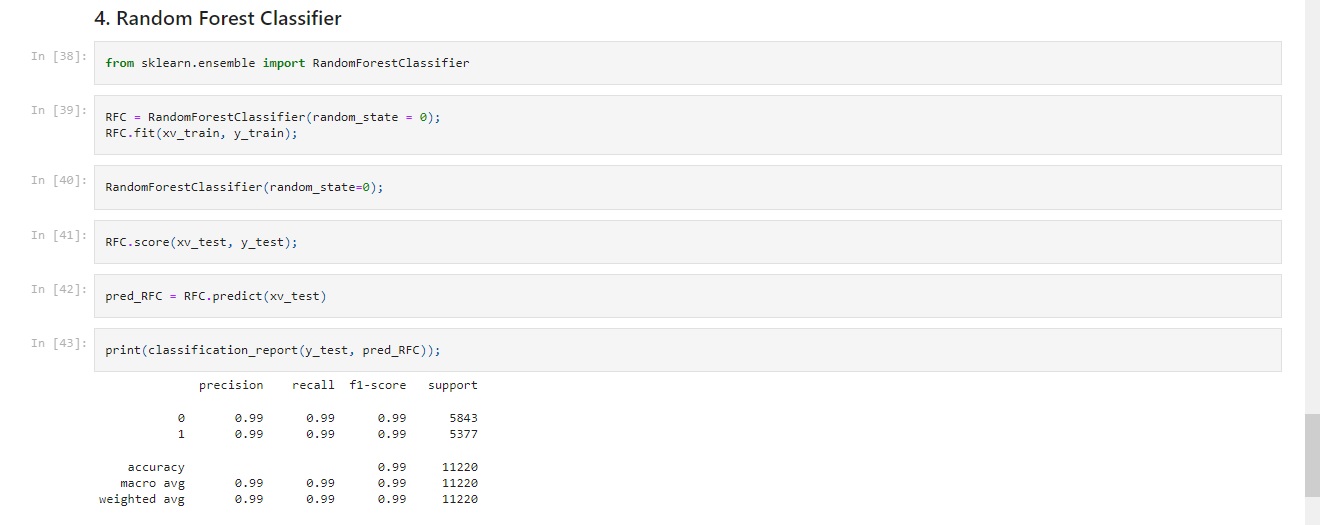 4. Random Forest Classifier
In [38]: from sklearn.ensemble import RandomForestClassifier
In [39]: RFC = RandomForestClassifier(random_state = 0);
RFC.fit(xv_train, y_train);
In [40]: RandomForestClassifier(random_state=0);
In [41]: RFC.score(xv_test, y_test);
In [42]: pred_RFC = RFC.predict(xv_test)
In [43]: print(classification_report(y_test, pred_RFC));
precision recall f1-score support
0 0.99 0.99 0.99 5843
1 0.99 0.99 0.99 5377
accuracy 0.99 11220
macro avg 0.99 0.99 0.99 11220
weighted avg 0.99 0.99 0.99 11220